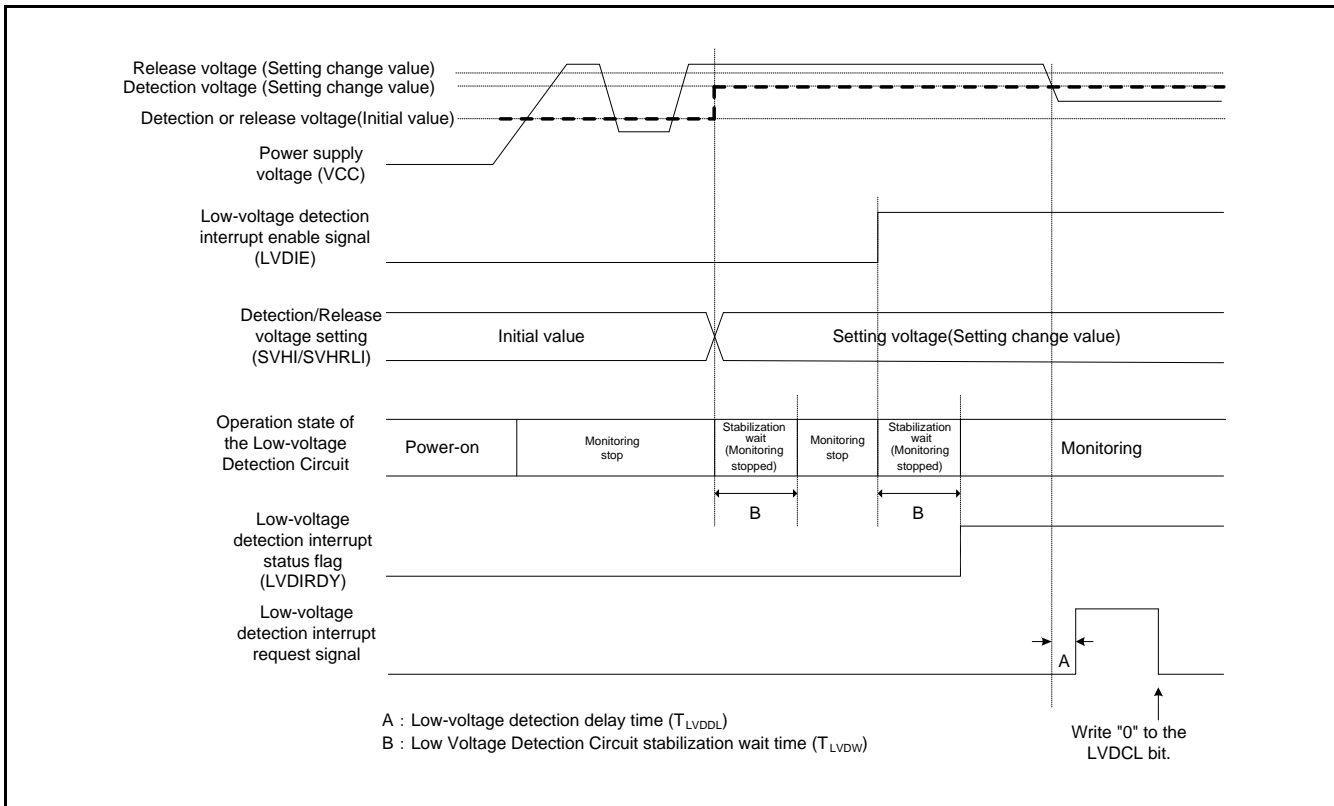 Release voltage (Setting change value)
Detection voltage (Setting change value)
Detection or release voltage(Initial value)
Power supply
voltage (VCC)
Low-voltage detection
interrupt enable signal
(LVDIE)
Detection/Release
voltage setting
(SVHI/SVHRLI)
Initial value
Setting voltage(Setting change value)
Operation state of
the Low-voltage
Detection Circuit
Power-on
Monitoring
stop
Stabilization
wait
(Monitoring
stopped)
Monitoring
stop
Stabilization
wait
(Monitoring
stopped)
Monitoring
B
B
Low-voltage
detection interrupt
status flag
(LVDIRDY)
Low-voltage
detection interrupt
request signal
A
A : Low-voltage detection delay time (TLVDDL)
B : Low Voltage Detection Circuit stabilization wait time (TLVDW)
Write "0" to the
LVDCL bit.